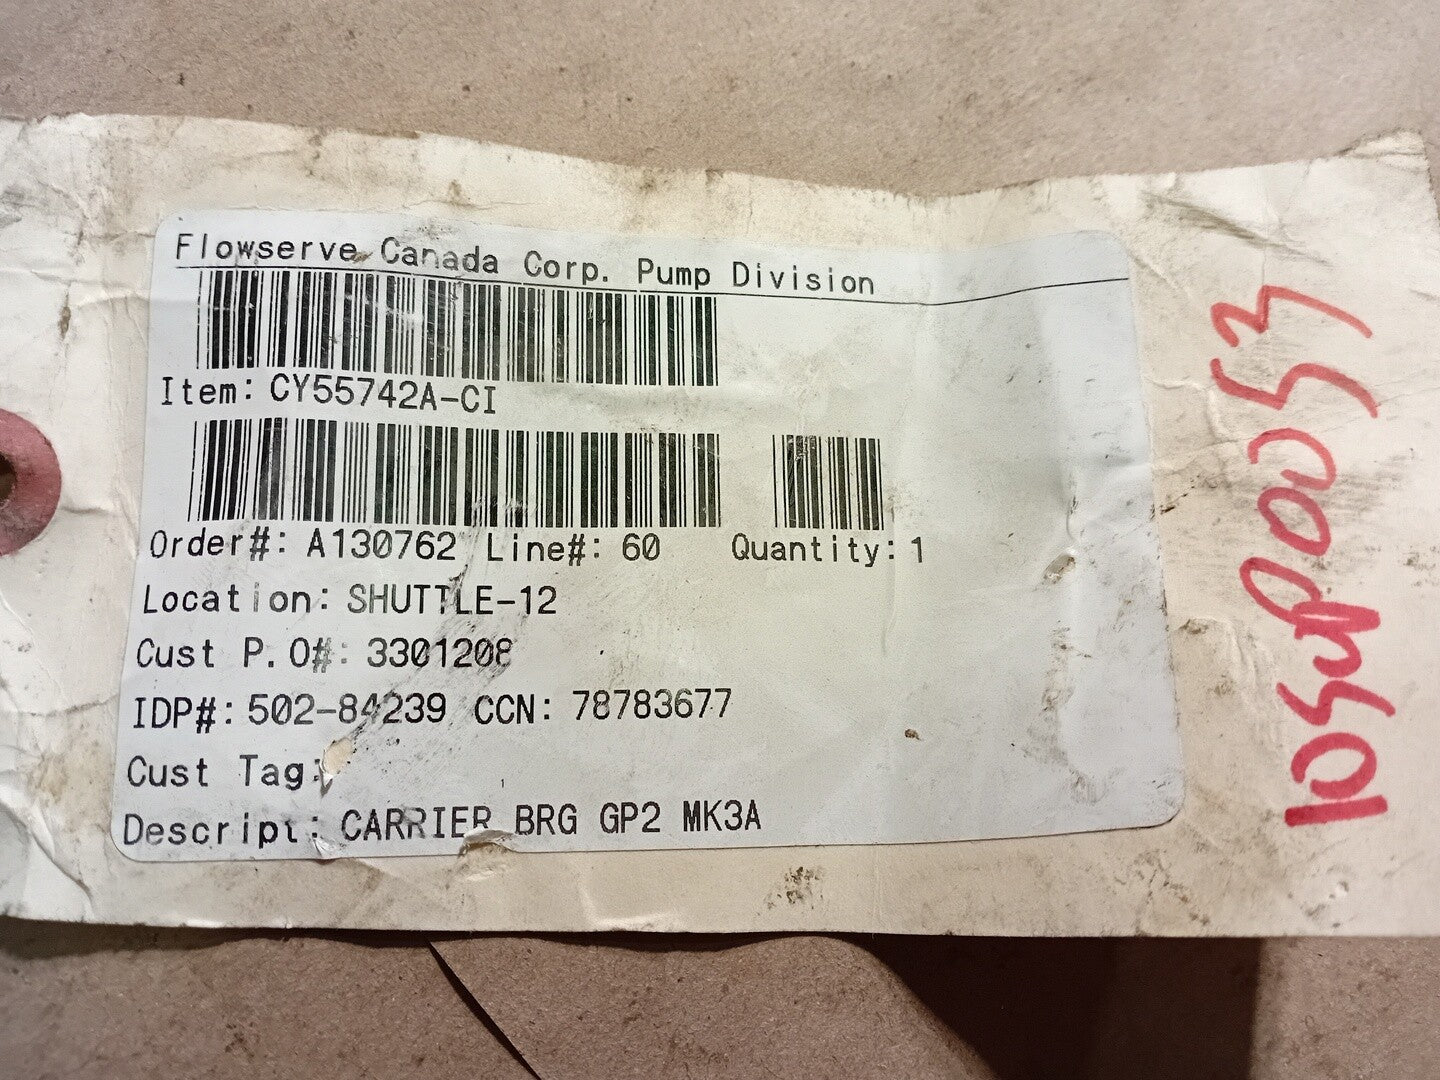 Flowserve Canada Corp. Pump Division
Item: CY55742A-CI
Order#: A130762 Line#: 60 Quantity: 1
Location: SHUTTLE-12
Cust P.O#: 3301208
IDP#: 502-84239 CCN: 78783677
Cust Tag:
Descript: CARRIER BRG GP2 MK3A